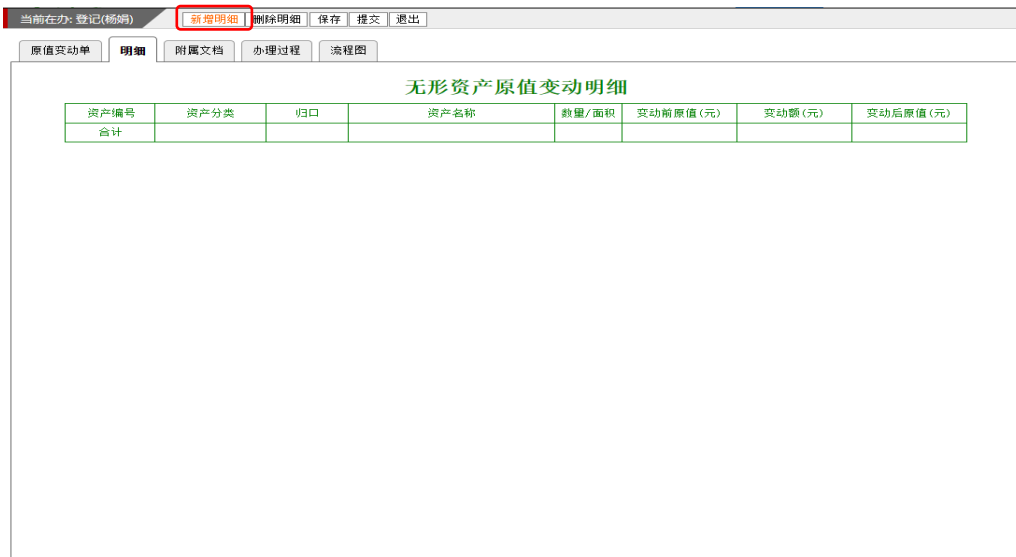 当前在办: 登记(杨娟) 新增明细 删除明细 保存 提交 退出
原值变动单 明细 附属文档 办理过程 流程图
无形资产原值变动明细
资产编号 资产分类 归口 资产名称 数量/面积 变动前原值(元) 变动额(元) 变动后原值(元)
合计